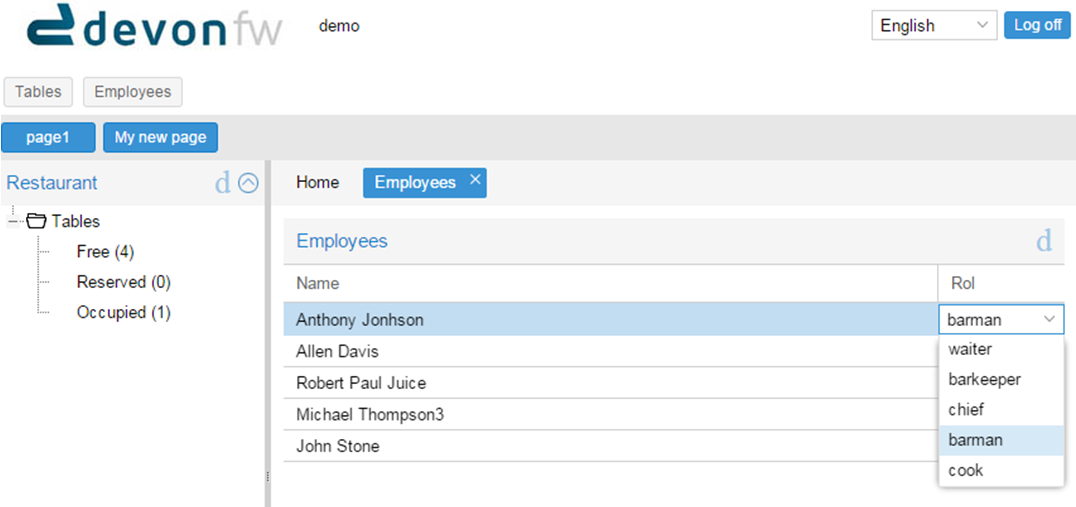 devonfw demo English Log off
Tables Employees
page1 My new page
Restaurant d Home Employees
Tables
Free (4)
Reserved (0)
Occupied (1)
Employees d
Name Rol
Anthony Jonhson barman
Allen Davis
Robert Paul Juice
Michael Thompson3
John Stone
waiter
barkeeper
chief
barman
cook